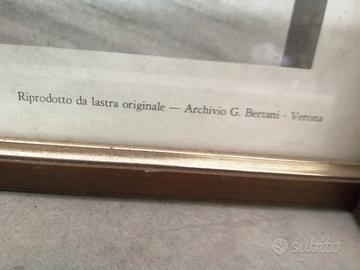 Riprodotto da lastra originale — Archivio G. Bertani - Verona
subito